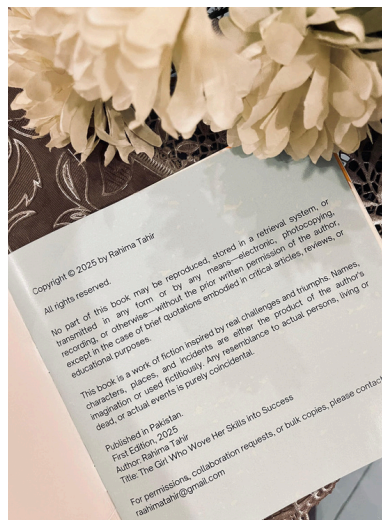 Copyright © 2025 by Rahima Tahir
All rights reserved.
No part of this book may be reproduced, stored in a retrieval system, or
transmitted in any form or by any means—electronic, photocopying,
recording, or otherwise—without the prior written permission of the author,
except in the case of brief quotations embodied in critical articles, reviews, or
educational purposes.
This book is a work of fiction inspired by real challenges and triumphs. Names,
characters, places, and incidents are either the product of the author's
imagination or used fictitiously. Any resemblance to actual persons, living or
dead, or actual events is purely coincidental.
Published in Pakistan.
First Edition, 2025
Author: Rahima Tahir
Title: The Girl Who Wove Her Skills into Success
For permissions, collaboration requests, or bulk copies, please contact
raahimatahir@gmail.com